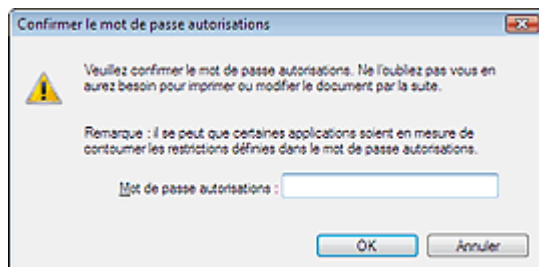 Confirmer le mot de passe autorisations
Veuillez confirmer le mot de passe autorisations. Ne l'oubliez pas vous en
aurez besoin pour imprimer ou modifier le document par la suite.
Remarque : il se peut que certaines applications soient en mesure de
contourner les restrictions définies dans le mot de passe autorisations.
Mot de passe autorisations :
OK
Annuler